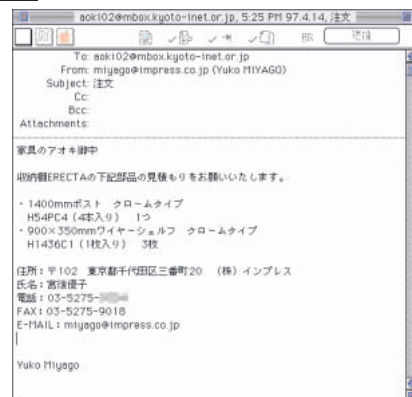 aoki02@mbox.kyoto-inet.or.jp, 5:25 PM 97.4.14, 注文
送信
To: aoki02@mbox.kyoto-inet.or.jp
From: miyago@impress.co.jp (Yuko MIYAGO)
Subject: 注文
Cc:
Bcc:
Attachments:
家具のアオキ御中
収納棚ERECTAの下記部品の見積もりをお願いいたします。
・1400mmポスト クロームタイプ
H54PC4(4本入り) 1つ
・900×350mmワイヤーシェルフ クロームタイプ
H1436C1(1枚入り) 3枚
住所:〒102 東京都千代田区三番町20 (株)インプレス
氏名:宮後優子
電話:03-5275-
FAX:03-5275-9018
E-MAIL:miyago@impress.co.jp
Yuko Miyago